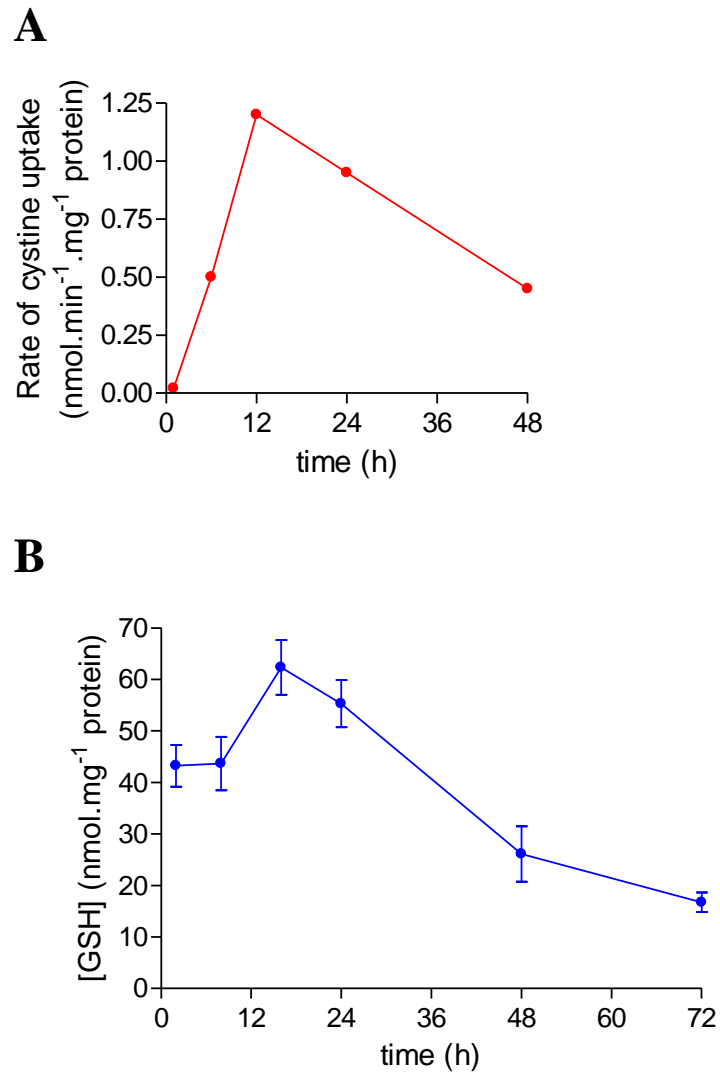 A
Rate of cystine uptake
(nmol.min⁻¹.mg⁻¹ protein)
1.25
1.00
0.75
0.50
0.25
0.00
0 12 24 36 48
time (h)
B
[GSH] (nmol.mg⁻¹ protein)
70
60
50
40
30
20
10
0
0 12 24 36 48 60 72
time (h)